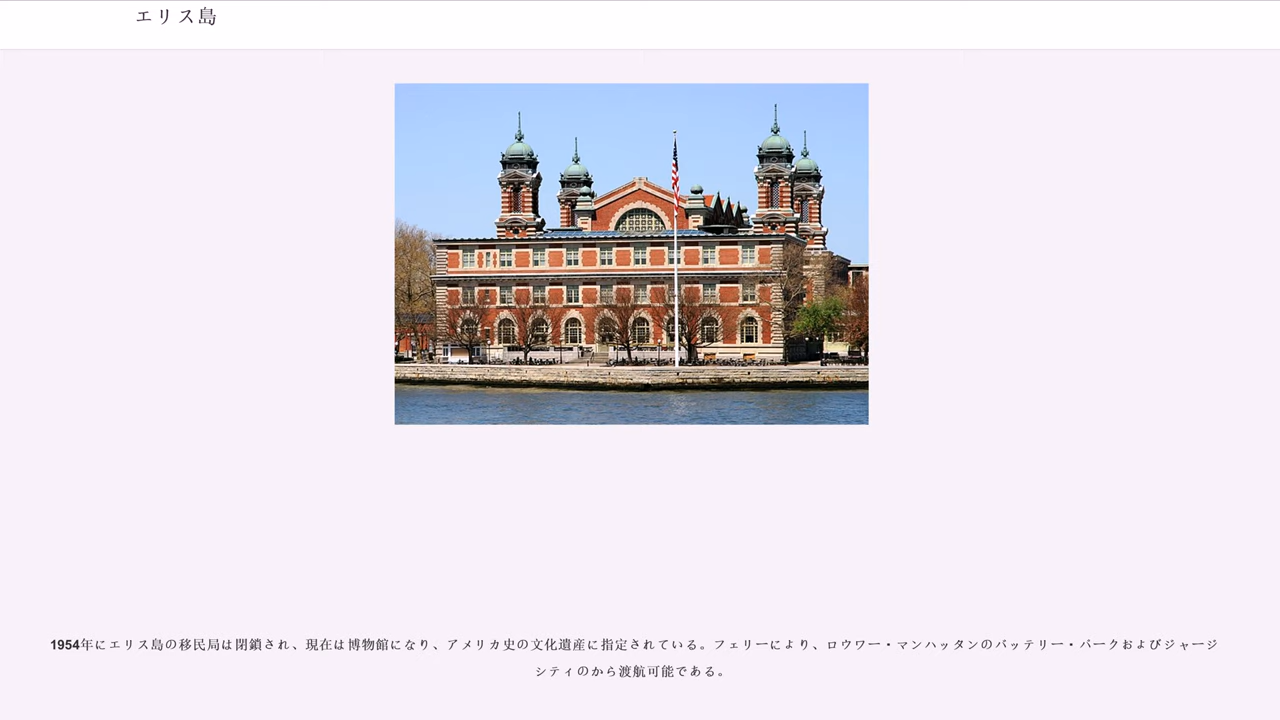 エリス島
1954年にエリス島の移民局は閉鎖され、現在は博物館になり、アメリカ史の文化遺産に指定されている。フェリーにより、ロウワー・マンハッタンのバッテリー・パークおよびジャージ
シティのから渡航可能である。